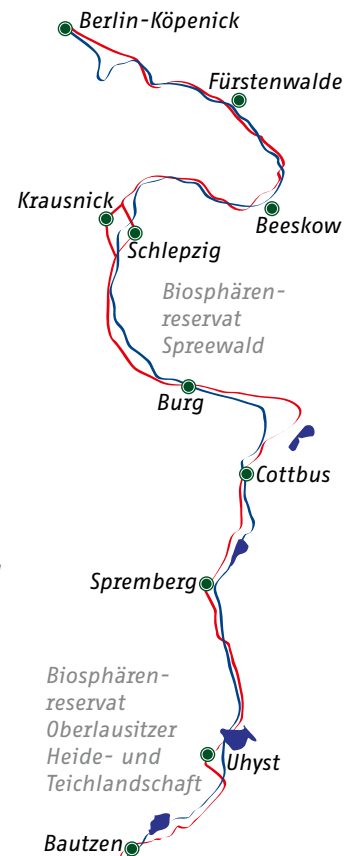 Berlin-Köpenick
Fürstenwalde
Krausnick
Beeskow
Schlepzig
Biosphären-
reservat
Spreewald
Burg
Cottbus
Spremberg
Biosphären-
reservat
Oberlausitzer
Heide- und
Teichlandschaft
Uhyst
Bautzen